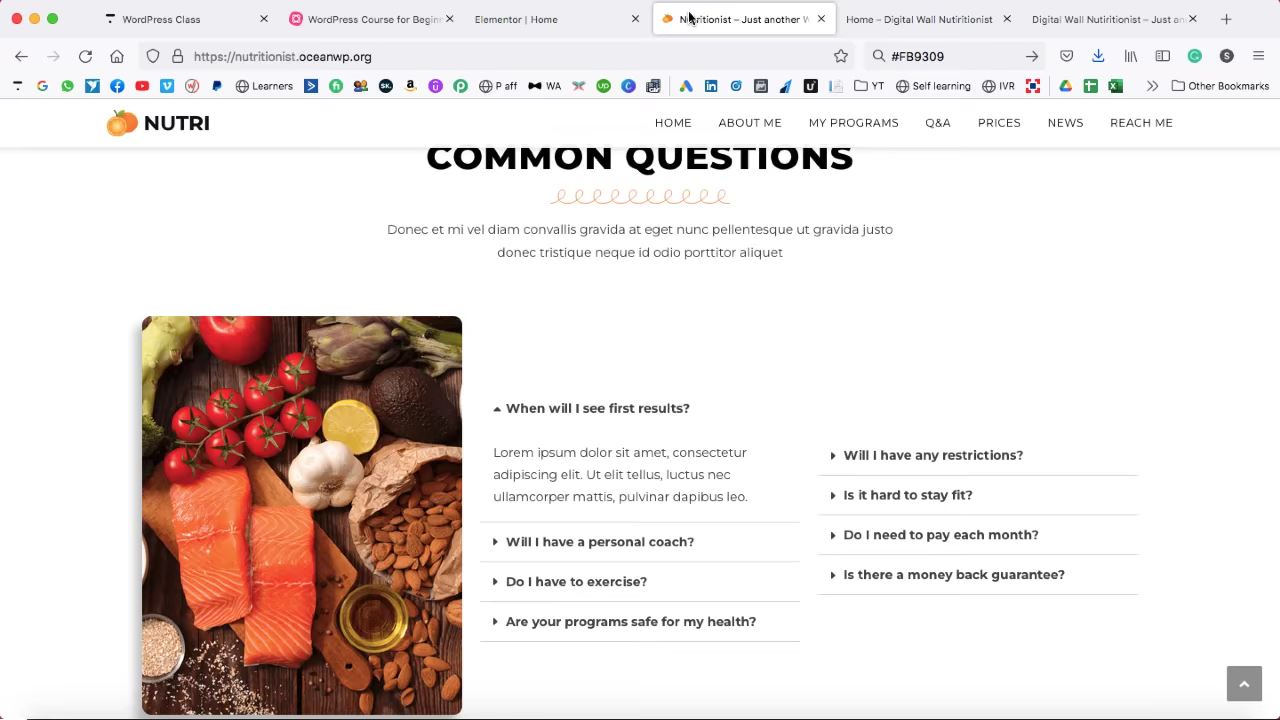 WordPress Class
WordPress Course for Beginn
Elementor | Home
Nutritionist – Just another W
Home – Digital Wall Nutiritionist
Digital Wall Nutiritionist – Just an
https://nutritionist.oceanwp.org
#FB9309
Learners
P aff
WA
YT
Self learning
IVR
Other Bookmarks
NUTRI
HOME
ABOUT ME
MY PROGRAMS
Q&A
PRICES
NEWS
REACH ME
COMMON QUESTIONS
Donec et mi vel diam convallis gravida at eget nunc pellentesque ut gravida justo
donec tristique neque id odio porttitor aliquet
When will I see first results?
Lorem ipsum dolor sit amet, consectetur
adipiscing elit. Ut elit tellus, luctus nec
ullamcorper mattis, pulvinar dapibus leo.
Will I have a personal coach?
Do I have to exercise?
Are your programs safe for my health?
Will I have any restrictions?
Is it hard to stay fit?
Do I need to pay each month?
Is there a money back guarantee?